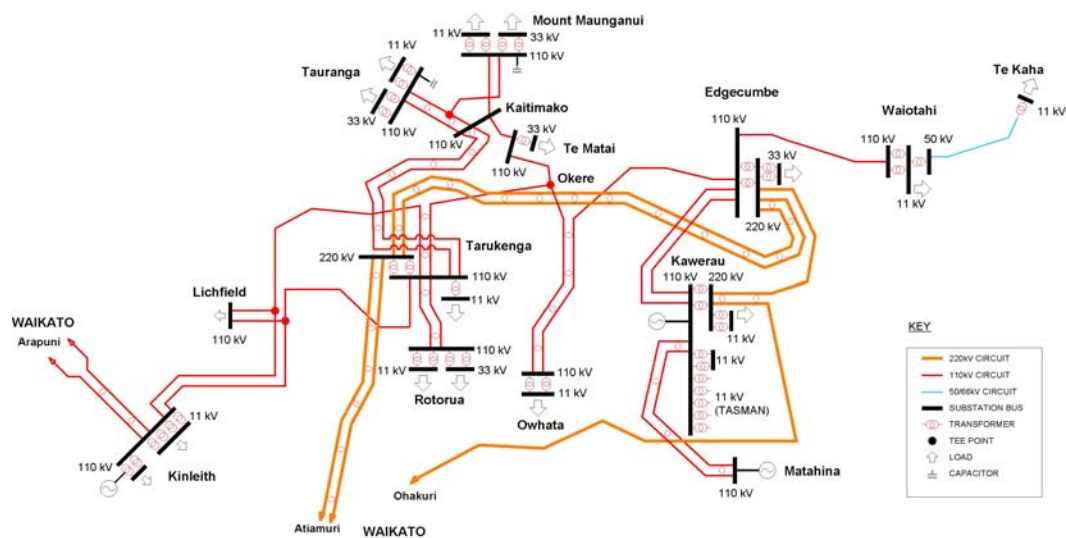 Mount Maunganui
11 kV
33 kV
110 kV
11 kV
Tauranga
33 kV
110 kV
Kaitimako
110 kV
33 kV
Te Matai
110 kV
Okere
Edgecumbe
110 kV
33 kV
220 kV
Te Kaha
11 kV
Waiotahi
110 kV
50 kV
11 kV
Tarukenga
220 kV
110 kV
11 kV
Lichfield
110 kV
WAIKATO
Arapuni
Kawerau
110 kV
220 kV
11 kV
11 kV
11 kV
(TASMAN)
110 kV
11 kV
33 kV
Rotorua
110 kV
11 kV
Owhata
11 kV
110 kV
Kinleith
Matahina
110 kV
Ohakuri
Atiamuri
WAIKATO
KEY
220kV CIRCUIT
110kV CIRCUIT
50/66kV CIRCUIT
SUBSTATION BUS
TRANSFORMER
TEE POINT
LOAD
CAPACITOR